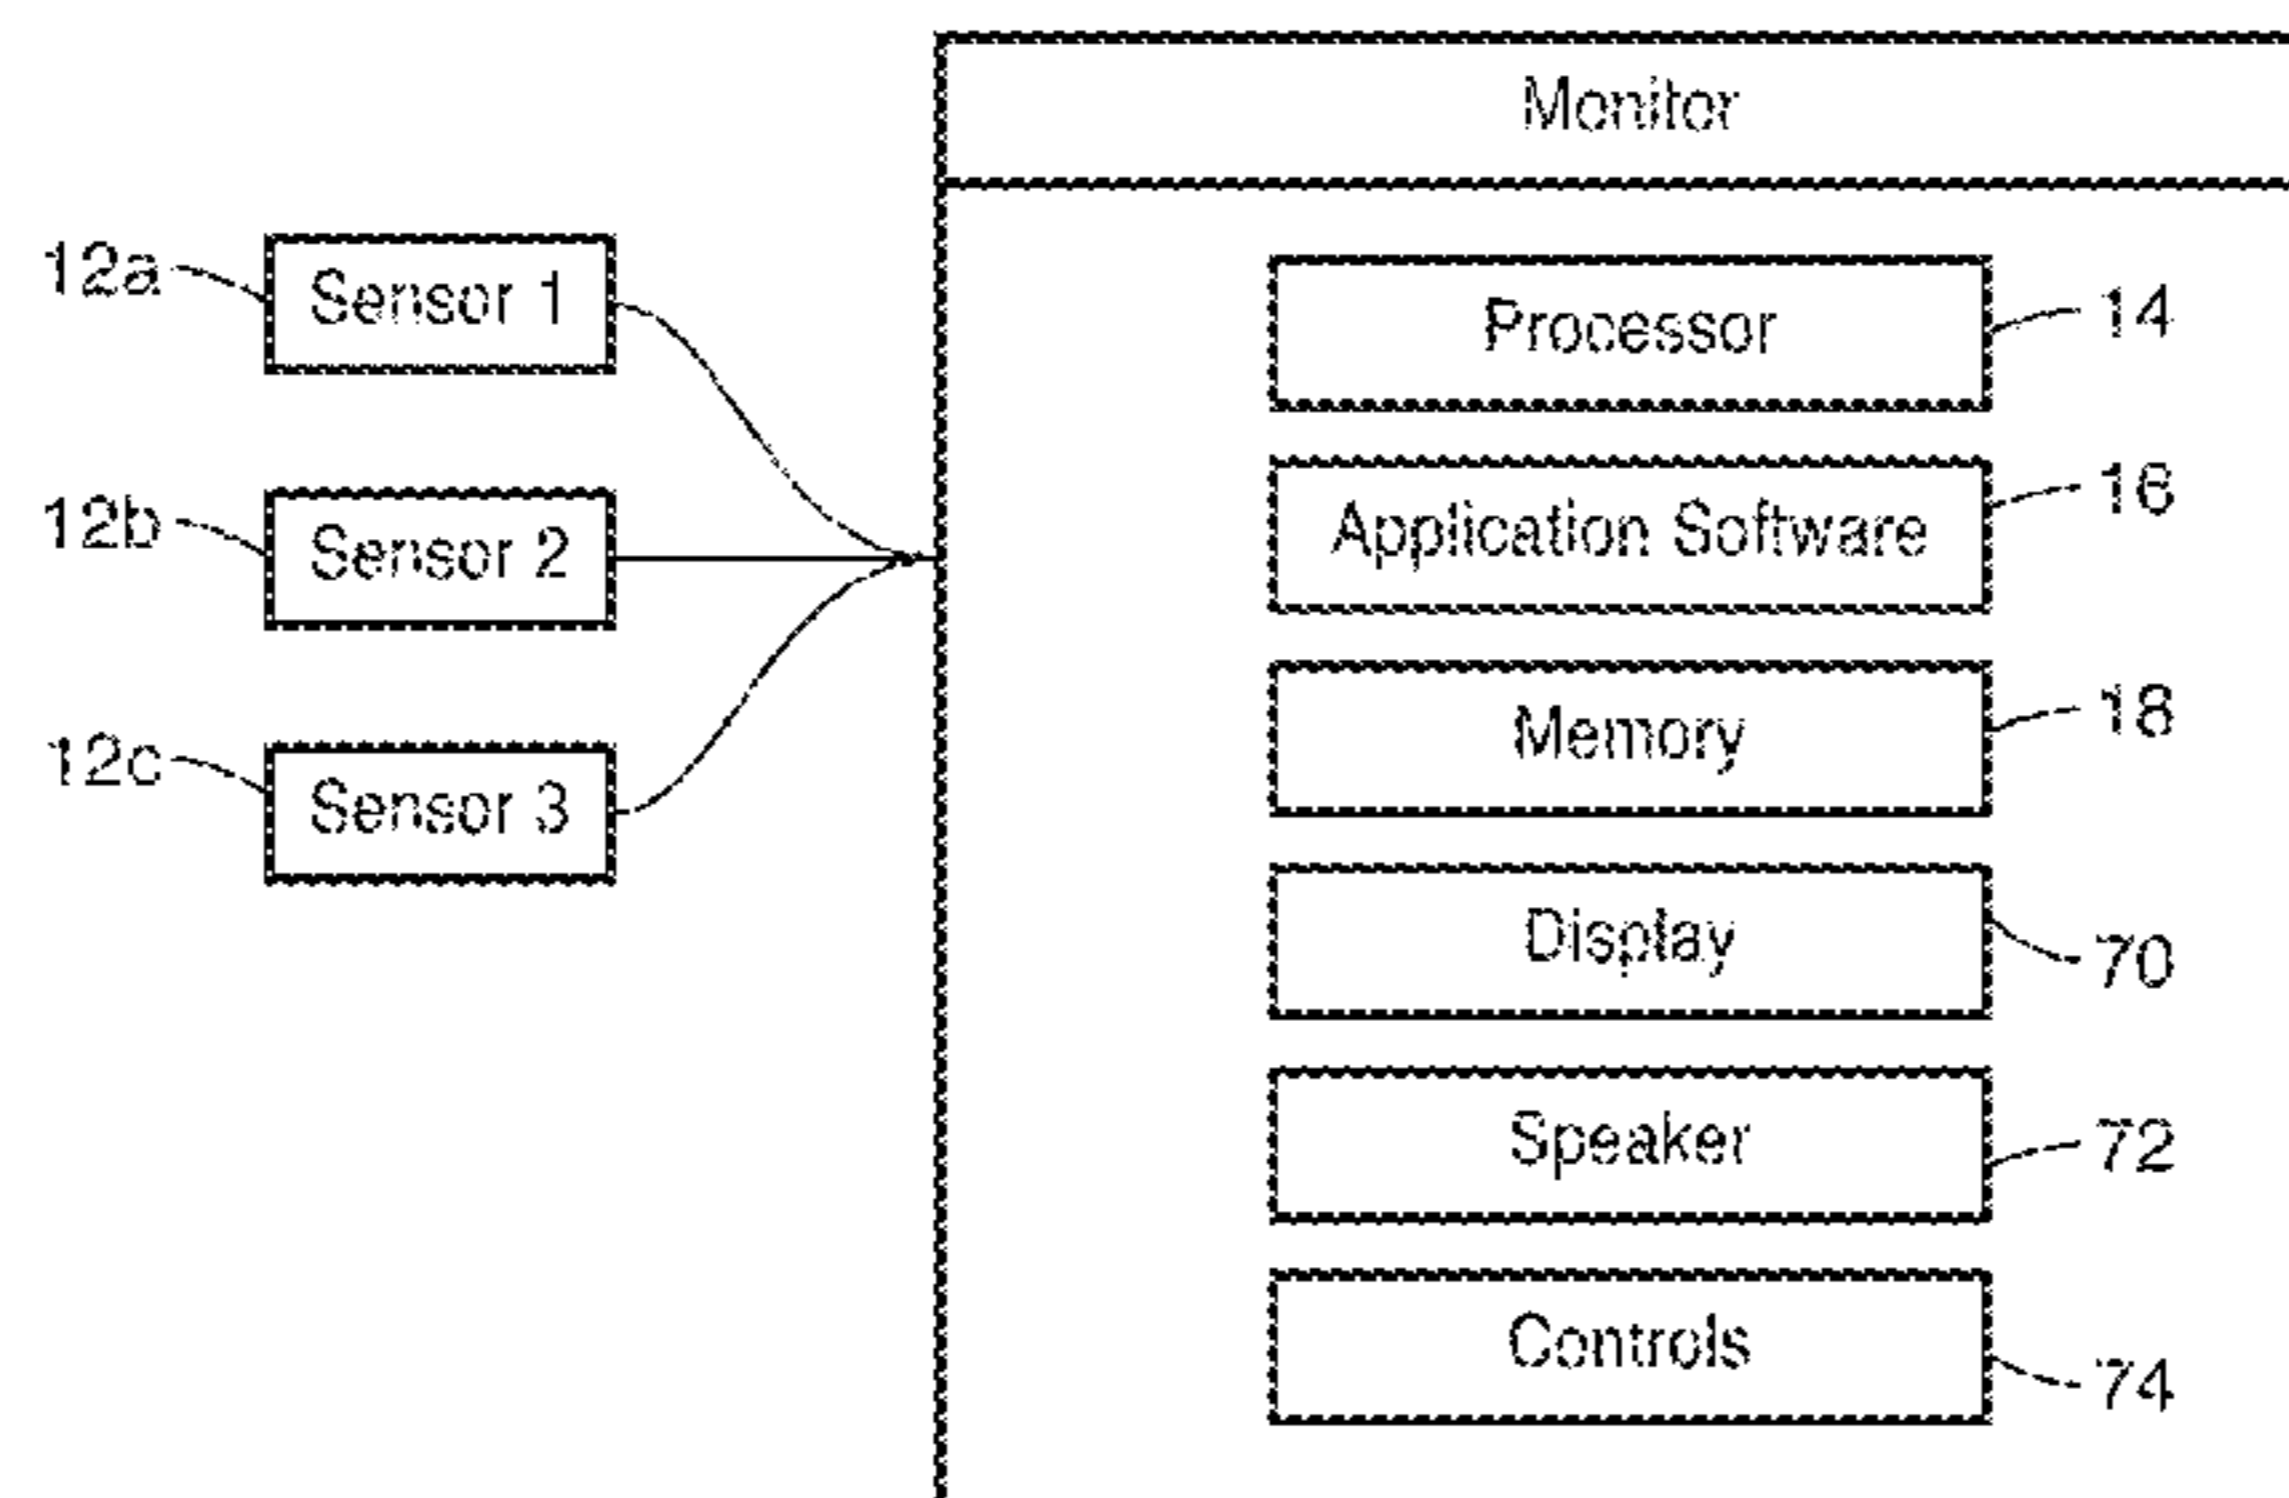 Monitor
12a
Sensor 1
12b
Sensor 2
12c
Sensor 3
Processor
14
Application Software
16
Memory
18
Display
70
Speaker
72
Controls
74